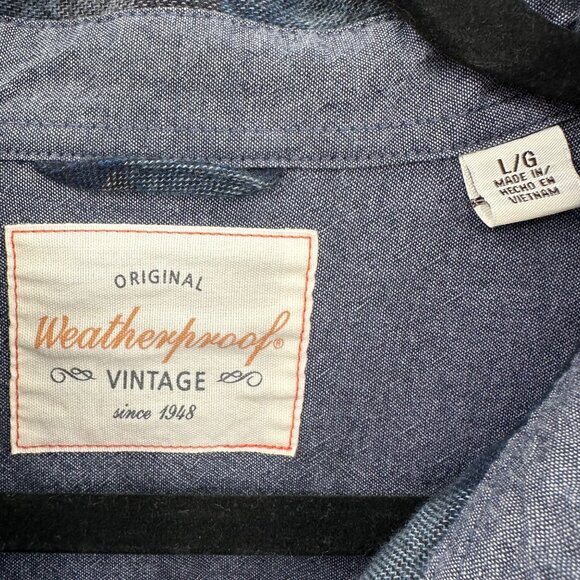 ORIGINAL
Weatherproof®
VINTAGE
since 1948
L/G
MADE IN/
HECHO EN
VIETNAM